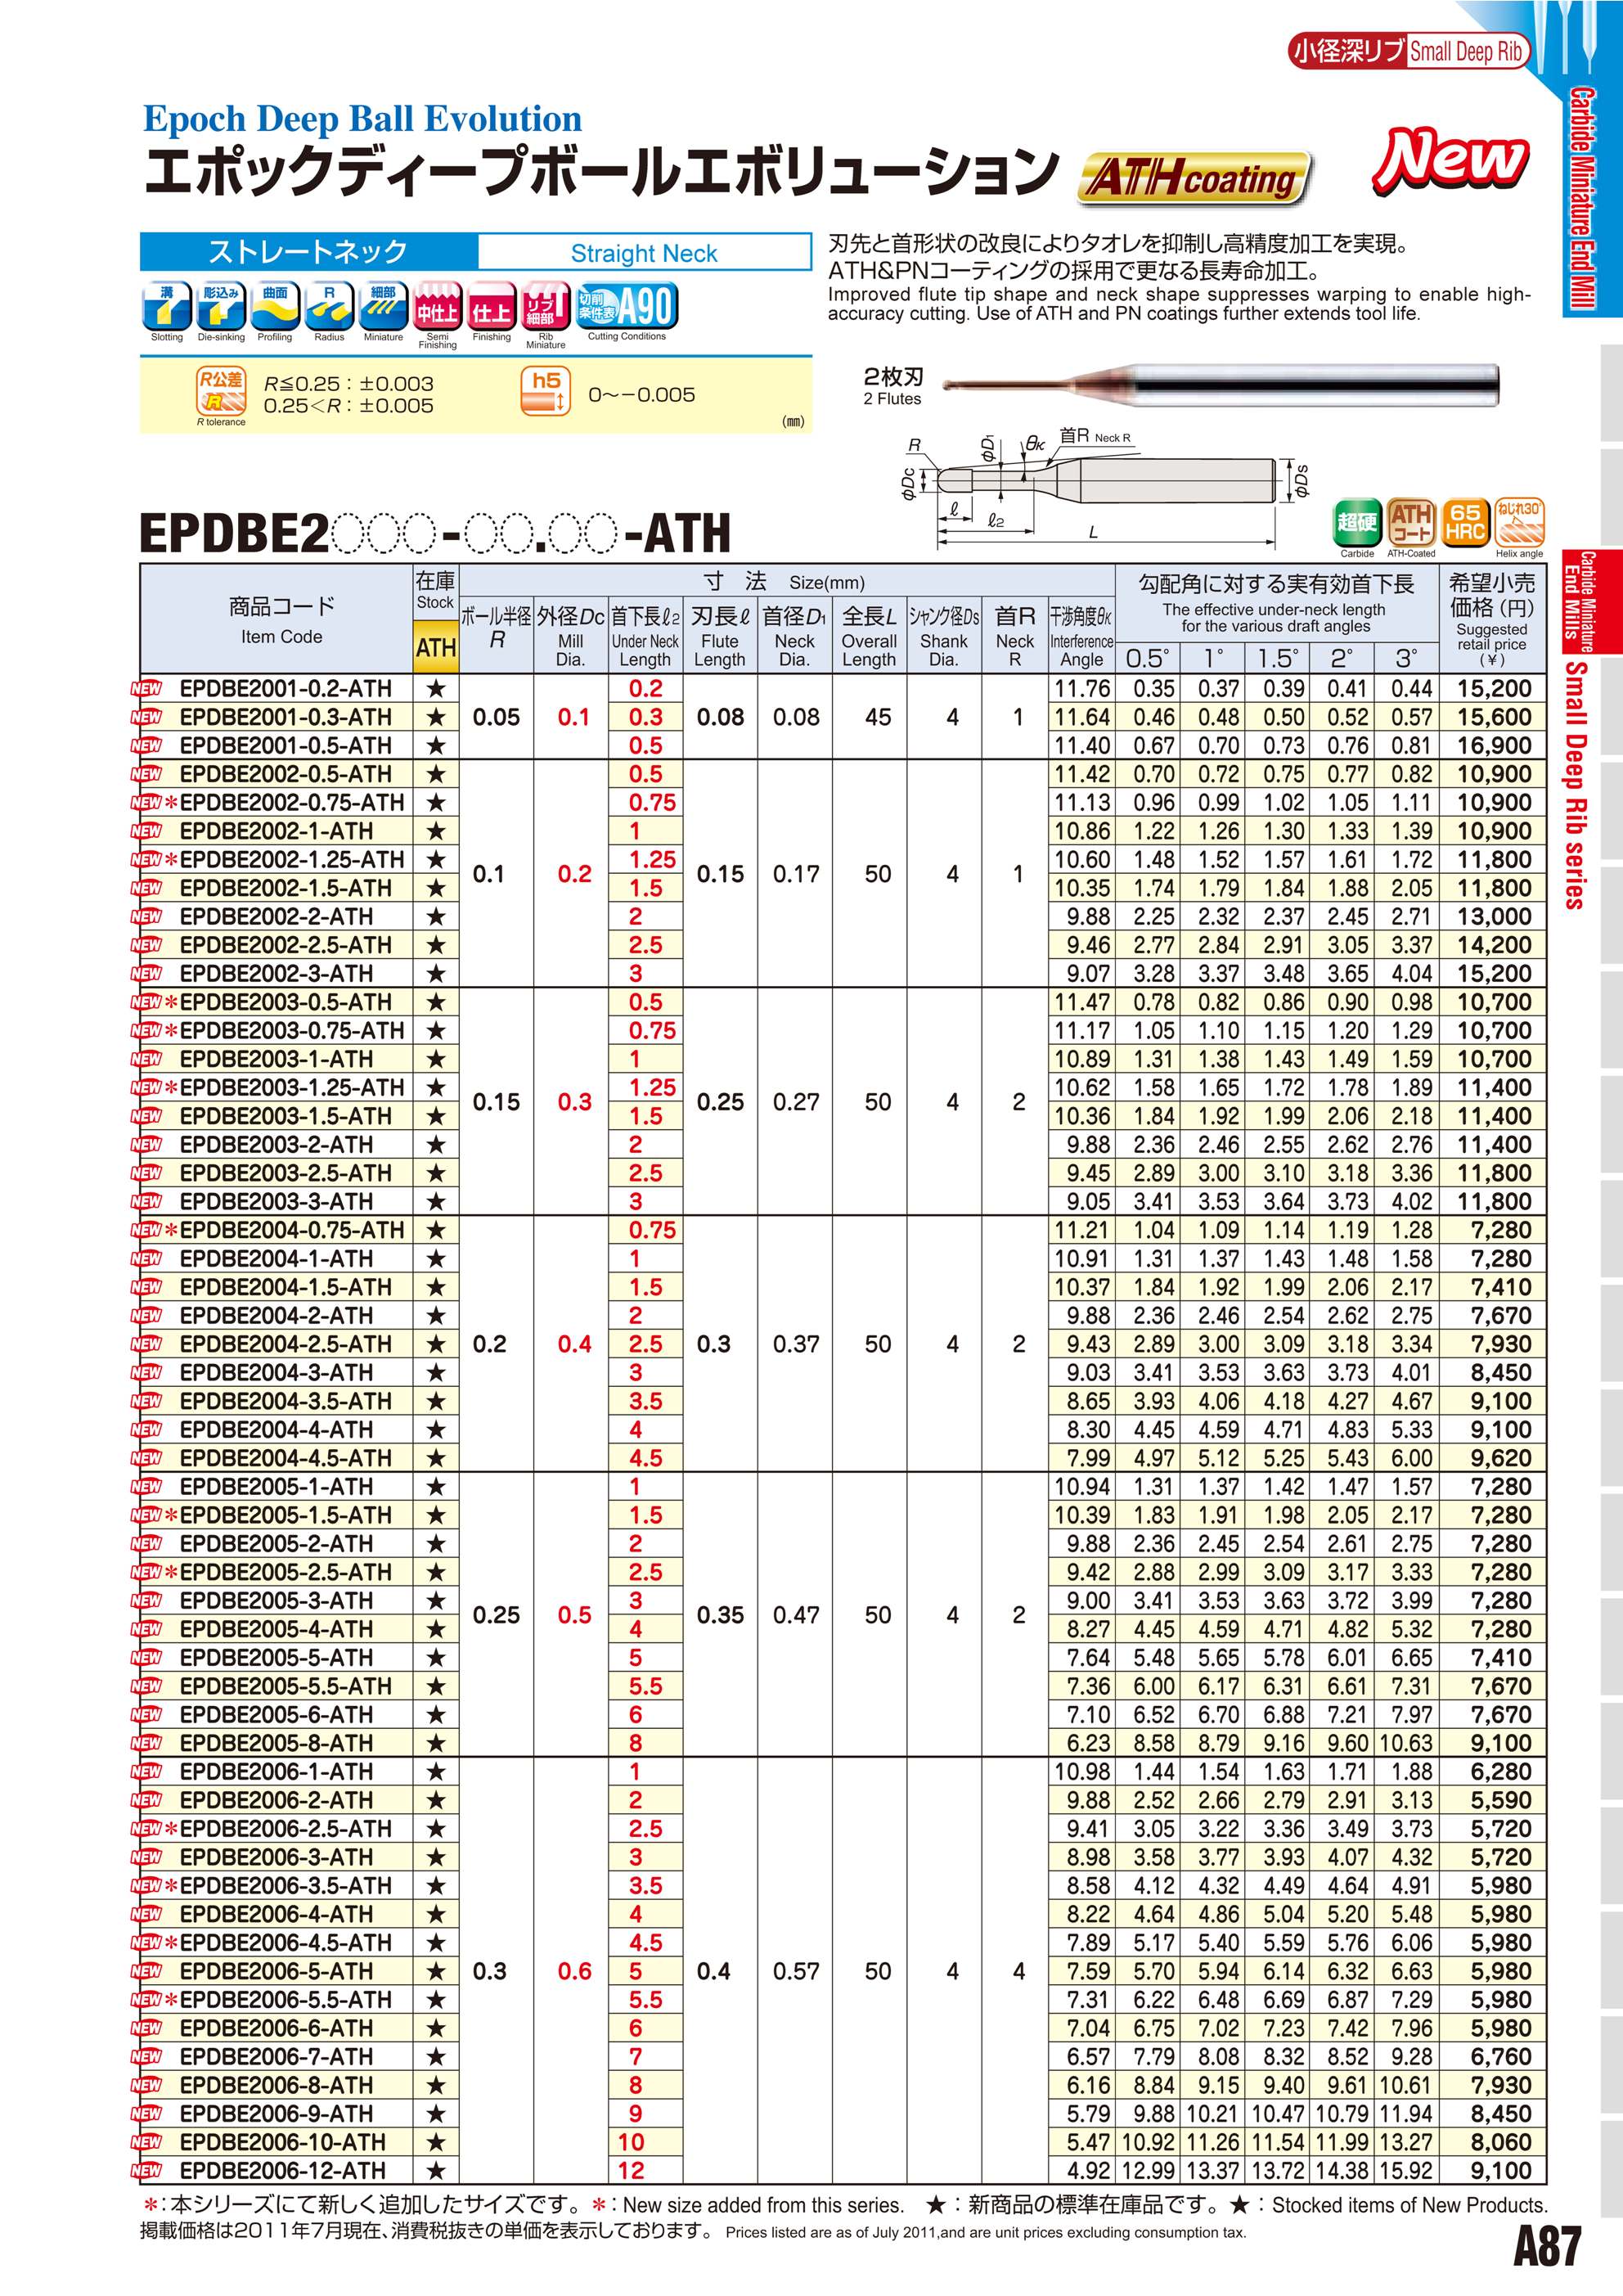 小径深リブ Small Deep Rib
Carbide Miniature End Mill
Epoch Deep Ball Evolution
エポックディープボールエボリューション ATH coating New
ストレートネック Straight Neck
溝 彫込み 曲面 R 細部 中仕上 仕上 リブ細部 切削条件表 A90
Slotting Die-sinking Profiling Radius Miniature Semi Finishing Finishing Rib Miniature Cutting Conditions
刃先と首形状の改良によりタオレを抑制し高精度加工を実現。
ATH&PNコーティングの採用で更なる長寿命加工。
Improved flute tip shape and neck shape suppresses warping to enable high-
accuracy cutting. Use of ATH and PN coatings further extends tool life.
R公差 R R tolerance
R≦0.25：±0.003
0.25＜R：±0.005
h5 0〜−0.005
(mm)
2枚刃
2 Flutes
R φDc φD1 θK 首R Neck R φDs ℓ ℓ2 L
超硬 ATHコート 65HRC ねじれ30°
Carbide ATH-Coated Helix angle
EPDBE2○○○-○○.○○-ATH
商品コード Item Code 在庫 Stock ATH 寸 法 Size(mm) 勾配角に対する実有効首下長 The effective under-neck length for the various draft angles 希望小売価格（円） Suggested retail price (¥)
ボール半径 R 外径Dc Mill Dia. 首下長ℓ2 Under Neck Length 刃長ℓ Flute Length 首径D1 Neck Dia. 全長L Overall Length シャンク径Ds Shank Dia. 首R Neck R 干渉角度θK Interference Angle 0.5° 1° 1.5° 2° 3°
NEW EPDBE2001-0.2-ATH ★ 0.2 11.76 0.35 0.37 0.39 0.41 0.44 15,200
NEW EPDBE2001-0.3-ATH ★ 0.05 0.1 0.3 0.08 0.08 45 4 1 11.64 0.46 0.48 0.50 0.52 0.57 15,600
NEW EPDBE2001-0.5-ATH ★ 0.5 11.40 0.67 0.70 0.73 0.76 0.81 16,900
NEW EPDBE2002-0.5-ATH ★ 0.5 11.42 0.70 0.72 0.75 0.77 0.82 10,900
NEW *EPDBE2002-0.75-ATH ★ 0.75 11.13 0.96 0.99 1.02 1.05 1.11 10,900
NEW EPDBE2002-1-ATH ★ 1 10.86 1.22 1.26 1.30 1.33 1.39 10,900
NEW *EPDBE2002-1.25-ATH ★ 1.25 10.60 1.48 1.52 1.57 1.61 1.72 11,800
0.1 0.2 0.15 0.17 50 4 1
NEW EPDBE2002-1.5-ATH ★ 1.5 10.35 1.74 1.79 1.84 1.88 2.05 11,800
NEW EPDBE2002-2-ATH ★ 2 9.88 2.25 2.32 2.37 2.45 2.71 13,000
NEW EPDBE2002-2.5-ATH ★ 2.5 9.46 2.77 2.84 2.91 3.05 3.37 14,200
NEW EPDBE2002-3-ATH ★ 3 9.07 3.28 3.37 3.48 3.65 4.04 15,200
NEW *EPDBE2003-0.5-ATH ★ 0.5 11.47 0.78 0.82 0.86 0.90 0.98 10,700
NEW *EPDBE2003-0.75-ATH ★ 0.75 11.17 1.05 1.10 1.15 1.20 1.29 10,700
NEW EPDBE2003-1-ATH ★ 1 10.89 1.31 1.38 1.43 1.49 1.59 10,700
NEW *EPDBE2003-1.25-ATH ★ 1.25 10.62 1.58 1.65 1.72 1.78 1.89 11,400
0.15 0.3 0.25 0.27 50 4 2
NEW EPDBE2003-1.5-ATH ★ 1.5 10.36 1.84 1.92 1.99 2.06 2.18 11,400
NEW EPDBE2003-2-ATH ★ 2 9.88 2.36 2.46 2.55 2.62 2.76 11,400
NEW EPDBE2003-2.5-ATH ★ 2.5 9.45 2.89 3.00 3.10 3.18 3.36 11,800
NEW EPDBE2003-3-ATH ★ 3 9.05 3.41 3.53 3.64 3.73 4.02 11,800
NEW *EPDBE2004-0.75-ATH ★ 0.75 11.21 1.04 1.09 1.14 1.19 1.28 7,280
NEW EPDBE2004-1-ATH ★ 1 10.91 1.31 1.37 1.43 1.48 1.58 7,280
NEW EPDBE2004-1.5-ATH ★ 1.5 10.37 1.84 1.92 1.99 2.06 2.17 7,410
NEW EPDBE2004-2-ATH ★ 2 9.88 2.36 2.46 2.54 2.62 2.75 7,670
NEW EPDBE2004-2.5-ATH ★ 0.2 0.4 2.5 0.3 0.37 50 4 2 9.43 2.89 3.00 3.09 3.18 3.34 7,930
NEW EPDBE2004-3-ATH ★ 3 9.03 3.41 3.53 3.63 3.73 4.01 8,450
NEW EPDBE2004-3.5-ATH ★ 3.5 8.65 3.93 4.06 4.18 4.27 4.67 9,100
NEW EPDBE2004-4-ATH ★ 4 8.30 4.45 4.59 4.71 4.83 5.33 9,100
NEW EPDBE2004-4.5-ATH ★ 4.5 7.99 4.97 5.12 5.25 5.43 6.00 9,620
NEW EPDBE2005-1-ATH ★ 1 10.94 1.31 1.37 1.42 1.47 1.57 7,280
NEW *EPDBE2005-1.5-ATH ★ 1.5 10.39 1.83 1.91 1.98 2.05 2.17 7,280
NEW EPDBE2005-2-ATH ★ 2 9.88 2.36 2.45 2.54 2.61 2.75 7,280
NEW *EPDBE2005-2.5-ATH ★ 2.5 9.42 2.88 2.99 3.09 3.17 3.33 7,280
NEW EPDBE2005-3-ATH ★ 3 9.00 3.41 3.53 3.63 3.72 3.99 7,280
0.25 0.5 0.35 0.47 50 4 2
NEW EPDBE2005-4-ATH ★ 4 8.27 4.45 4.59 4.71 4.82 5.32 7,280
NEW EPDBE2005-5-ATH ★ 5 7.64 5.48 5.65 5.78 6.01 6.65 7,410
NEW EPDBE2005-5.5-ATH ★ 5.5 7.36 6.00 6.17 6.31 6.61 7.31 7,670
NEW EPDBE2005-6-ATH ★ 6 7.10 6.52 6.70 6.88 7.21 7.97 7,670
NEW EPDBE2005-8-ATH ★ 8 6.23 8.58 8.79 9.16 9.60 10.63 9,100
NEW EPDBE2006-1-ATH ★ 1 10.98 1.44 1.54 1.63 1.71 1.88 6,280
NEW EPDBE2006-2-ATH ★ 2 9.88 2.52 2.66 2.79 2.91 3.13 5,590
NEW *EPDBE2006-2.5-ATH ★ 2.5 9.41 3.05 3.22 3.36 3.49 3.73 5,720
NEW EPDBE2006-3-ATH ★ 3 8.98 3.58 3.77 3.93 4.07 4.32 5,720
NEW *EPDBE2006-3.5-ATH ★ 3.5 8.58 4.12 4.32 4.49 4.64 4.91 5,980
NEW EPDBE2006-4-ATH ★ 4 8.22 4.64 4.86 5.04 5.20 5.48 5,980
NEW *EPDBE2006-4.5-ATH ★ 4.5 7.89 5.17 5.40 5.59 5.76 6.06 5,980
NEW EPDBE2006-5-ATH ★ 0.3 0.6 5 0.4 0.57 50 4 4 7.59 5.70 5.94 6.14 6.32 6.63 5,980
NEW *EPDBE2006-5.5-ATH ★ 5.5 7.31 6.22 6.48 6.69 6.87 7.29 5,980
NEW EPDBE2006-6-ATH ★ 6 7.04 6.75 7.02 7.23 7.42 7.96 5,980
NEW EPDBE2006-7-ATH ★ 7 6.57 7.79 8.08 8.32 8.52 9.28 6,760
NEW EPDBE2006-8-ATH ★ 8 6.16 8.84 9.15 9.40 9.61 10.61 7,930
NEW EPDBE2006-9-ATH ★ 9 5.79 9.88 10.21 10.47 10.79 11.94 8,450
NEW EPDBE2006-10-ATH ★ 10 5.47 10.92 11.26 11.54 11.99 13.27 8,060
NEW EPDBE2006-12-ATH ★ 12 4.92 12.99 13.37 13.72 14.38 15.92 9,100
Carbide Miniature End Mills Small Deep Rib series
*：本シリーズにて新しく追加したサイズです。*：New size added from this series. ★：新商品の標準在庫品です。★：Stocked items of New Products.
掲載価格は2011年7月現在、消費税抜きの単価を表示しております。 Prices listed are as of July 2011,and are unit prices excluding consumption tax.
A87